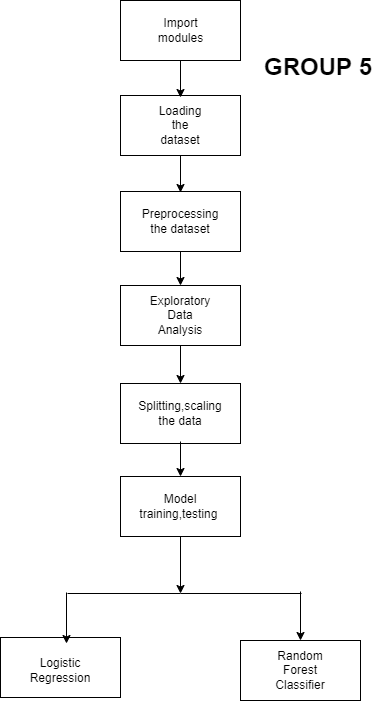 Import
modules
GROUP 5
Loading
the
dataset
Preprocessing
the dataset
Exploratory
Data
Analysis
Splitting,scaling
the data
Model
training,testing
Logistic
Regression
Random
Forest
Classifier